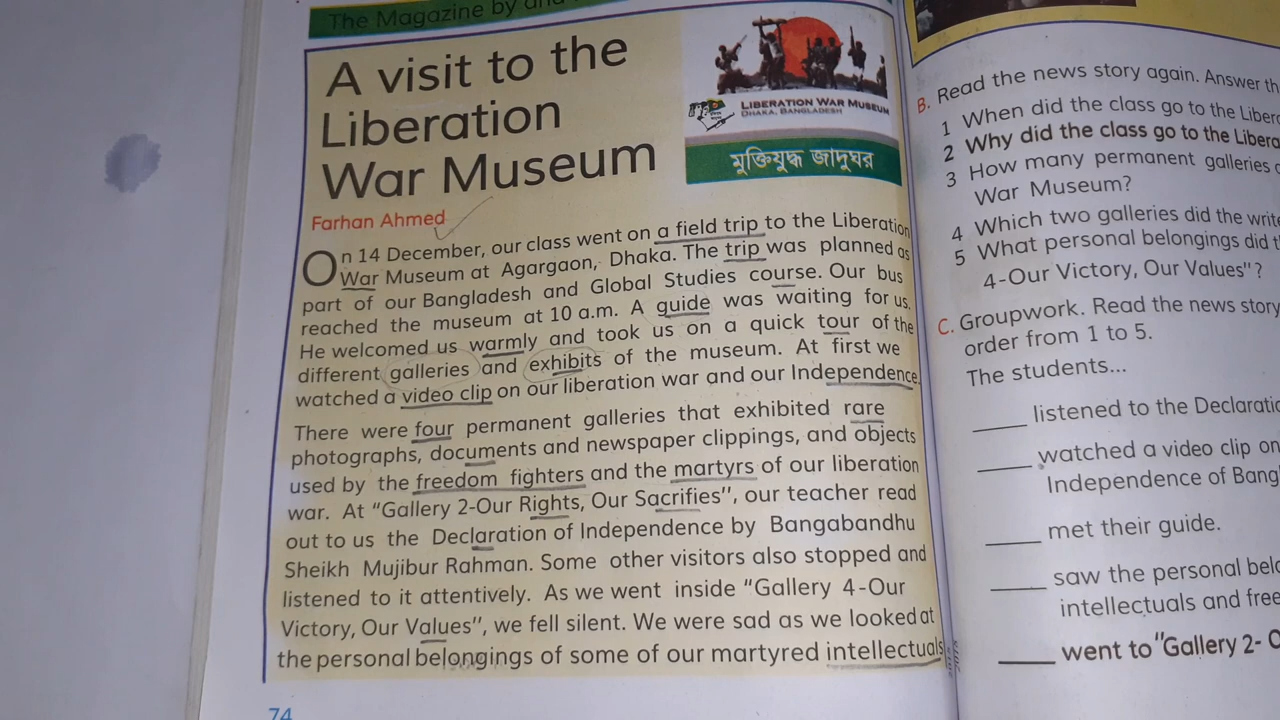 The Magazine by and
A visit to the
Liberation
War Museum
LIBERATION WAR MUSEUM
DHAKA, BANGLADESH
মুক্তিযুদ্ধ জাদুঘর
Farhan Ahmed
On 14 December, our class went on a field trip to the Liberation
War Museum at Agargaon, Dhaka. The trip was planned as
part of our Bangladesh and Global Studies course. Our bus
reached the museum at 10 a.m. A guide was waiting for us.
He welcomed us warmly and took us on a quick tour of the
different galleries and exhibits of the museum. At first we
watched a video clip on our liberation war and our Independence.
There were four permanent galleries that exhibited rare
photographs, documents and newspaper clippings, and objects
used by the freedom fighters and the martyrs of our liberation
war. At "Gallery 2-Our Rights, Our Sacrifies", our teacher read
out to us the Declaration of Independence by Bangabandhu
Sheikh Mujibur Rahman. Some other visitors also stopped and
listened to it attentively. As we went inside "Gallery 4-Our
Victory, Our Values", we fell silent. We were sad as we looked at
the personal belongings of some of our martyred intellectuals
74
B. Read the news story again. Answer th
1 When did the class go to the Libera
2 Why did the class go to the Libera
3 How many permanent galleries
War Museum?
4 Which two galleries did the write
5 What personal belongings did t
4-Our Victory, Our Values"?
C. Groupwork. Read the news story
order from 1 to 5.
The students...
____ listened to the Declaratio
____ watched a video clip on
Independence of Bang
____ met their guide.
____ saw the personal belo
intellectuals and free
____ went to "Gallery 2- O